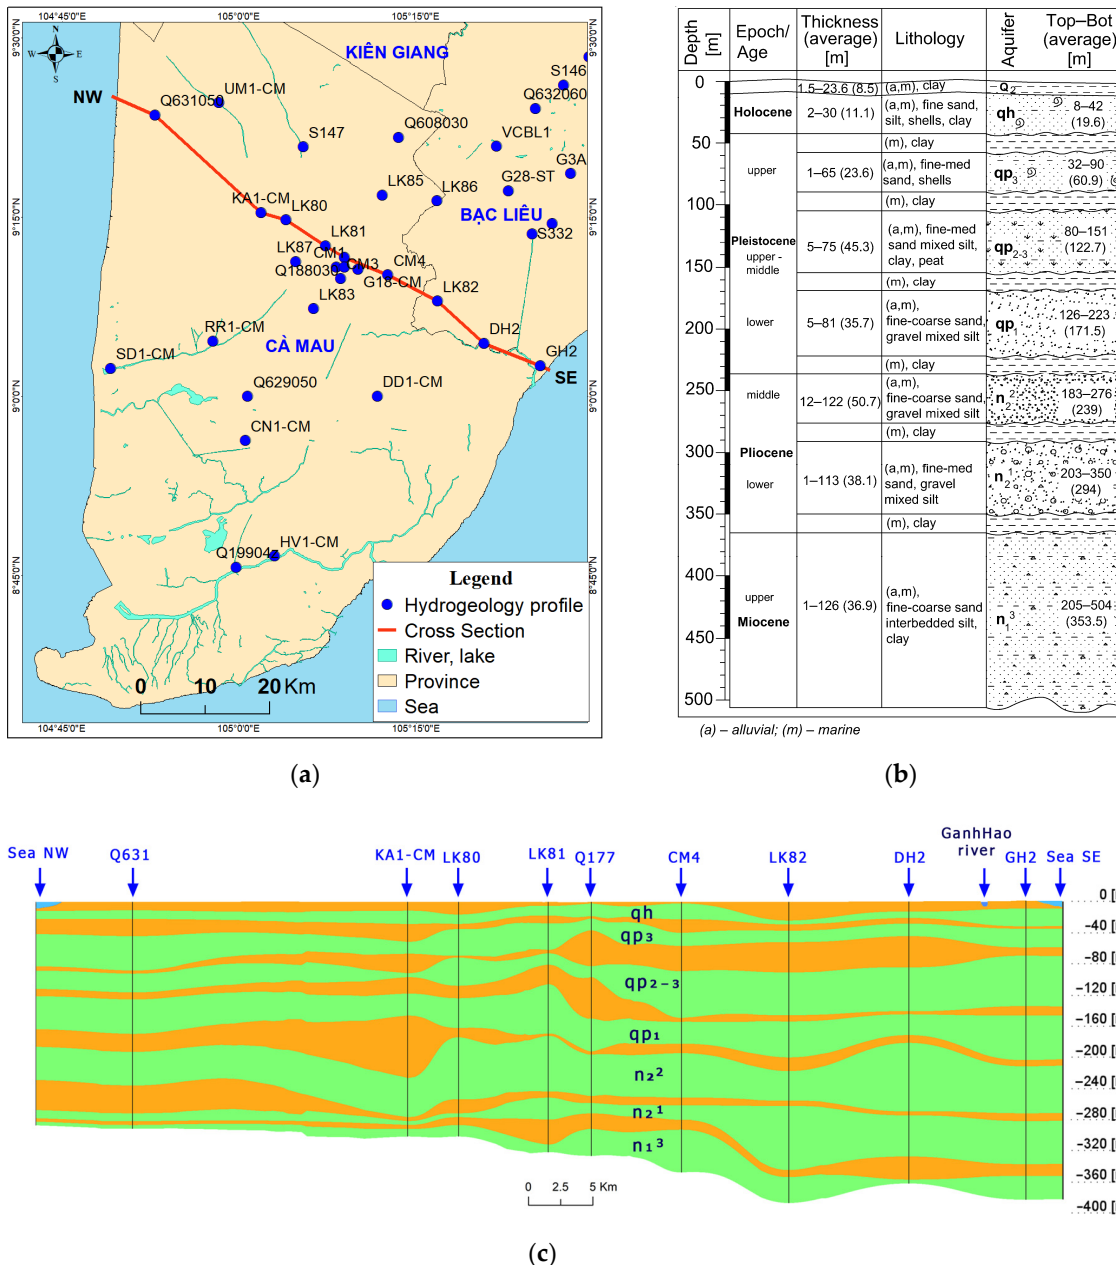 105°0'0"E
105°15'0"E
9°30'0"N
9°30'0"N
N
W
E
S
KIÊN GIANG
S146
UM1-CM
Q632060
NW
Q631050
Q608030
VCBL1
S147
G3A
LK85
LK86
G28-ST
KA1-CM
LK80
BẠC LIÊU
9°15'0"N
9°15'0"N
LK81
S332
LK87
CM1
CM3
CM4
Q188030
G18-CM
LK82
LK83
RR1-CM
CÀ MAU
DH2
SD1-CM
GH2
SE
Q629050
DD1-CM
9°0'0"N
9°0'0"N
CN1-CM
HV1-CM
8°45'0"N
8°45'0"N
Legend
Hydrogeology profile
Cross Section
River, lake
Province
Sea
0 10 20 Km
104°45'0"E
105°0'0"E
105°15'0"E
(a)
Depth [m]
Epoch/ Age
Thickness (average) [m]
Lithology
Aquifer
Top–Bot (average) [m]
0
50
100
150
200
250
300
350
400
450
500
1.5–23.6 (8.5)
(a,m), clay
Q2
Holocene
2–30 (11.1)
(a,m), fine sand,
silt, shells, clay
qh
8–42
(19.6)
(m), clay
upper
1–65 (23.6)
(a,m), fine-med
sand, shells
qp3
32–90
(60.9)
(m), clay
Pleistocene
upper -
middle
5–75 (45.3)
(a,m), fine-med
sand mixed silt,
clay, peat
qp2-3
80–151
(122.7)
(m), clay
lower
5–81 (35.7)
(a,m),
fine-coarse sand,
gravel mixed silt
qp1
126–223
(171.5)
(m), clay
middle
12–122 (50.7)
(a,m),
fine-coarse sand,
gravel mixed silt
n₂²
183–276
(239)
(m), clay
Pliocene
lower
1–113 (38.1)
(a,m), fine-med
sand, gravel
mixed silt
n₂¹
203–350
(294)
(m), clay
upper
Miocene
1–126 (36.9)
(a,m),
fine-coarse sand
interbedded silt,
clay
n₁³
205–504
(353.5)
(a) – alluvial; (m) – marine
(b)
Sea NW
Q631
KA1-CM
LK80
LK81
Q177
CM4
LK82
DH2
GanhHao
river
GH2
Sea SE
qh
qp₃
qp₂₋₃
qp₁
n₂²
n₂¹
n₁³
0 [
-40 [
-80 [
-120 [
-160 [
-200 [
-240 [
-280 [
-320 [
-360 [
-400 [
0 2.5 5 Km
(c)